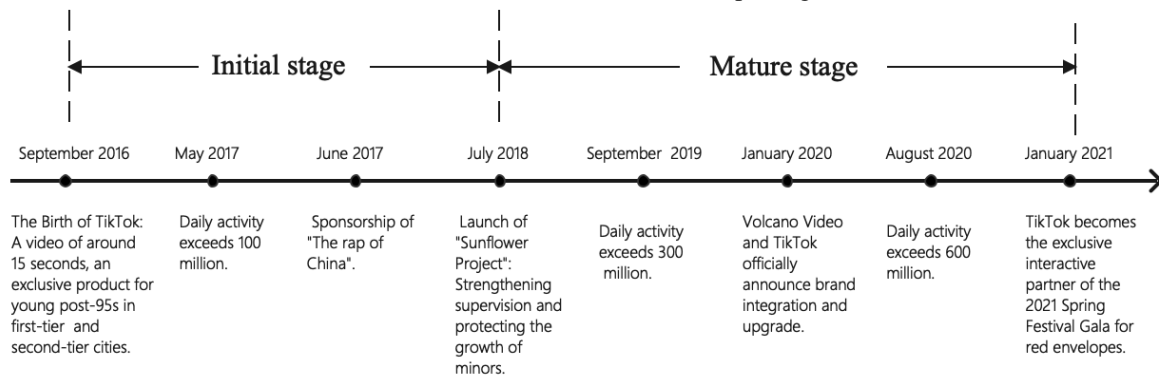 Initial stage
Mature stage
September 2016
May 2017
June 2017
July 2018
September 2019
January 2020
August 2020
January 2021
The Birth of TikTok:
A video of around
15 seconds, an
exclusive product for
young post-95s in
first-tier and
second-tier cities.
Daily activity
exceeds 100
million.
Sponsorship of
"The rap of
China".
Launch of
"Sunflower
Project":
Strengthening
supervision and
protecting the
growth of
minors.
Daily activity
exceeds 300
million.
Volcano Video
and TikTok
officially
announce brand
integration and
upgrade.
Daily activity
exceeds 600
million.
TikTok becomes
the exclusive
interactive
partner of the
2021 Spring
Festival Gala for
red envelopes.